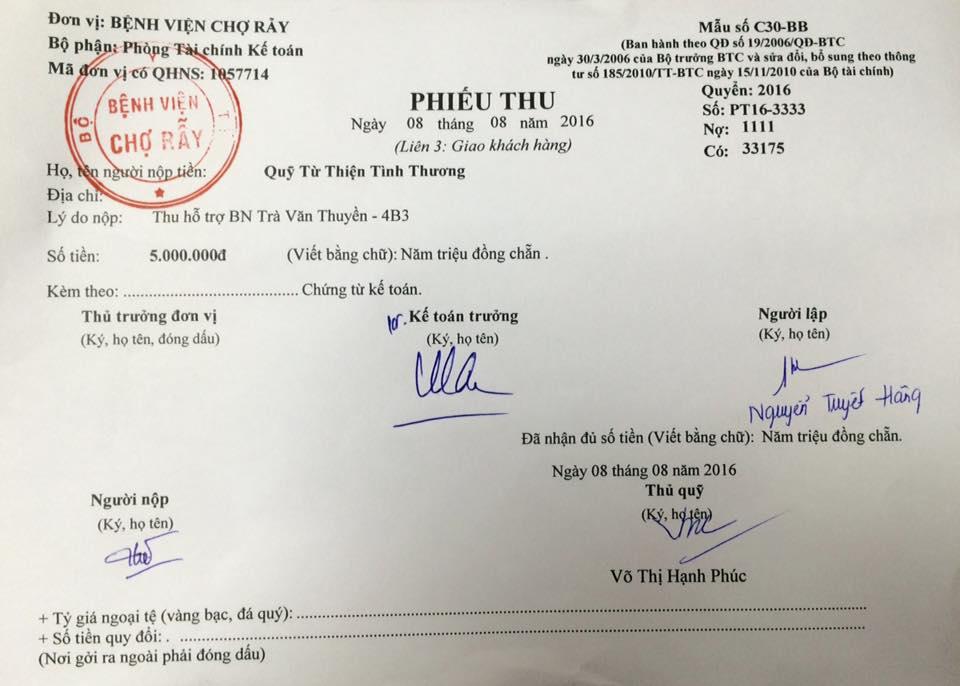 Đơn vị: BỆNH VIỆN CHỢ RẪY
Bộ phận: Phòng Tài chính Kế toán
Mã đơn vị có QHNS: 1057714
Mẫu số C30-BB
(Ban hành theo QĐ số 19/2006/QĐ-BTC
ngày 30/3/2006 của Bộ trưởng BTC và sửa đổi, bổ sung theo thông
tư số 185/2010/TT-BTC ngày 15/11/2010 của Bộ tài chính)
BỘ Y TẾ
BỆNH VIỆN
CHỢ RẪY
PHIẾU THU
Ngày 08 tháng 08 năm 2016
(Liên 3: Giao khách hàng)
Quyển: 2016
Số: PT16-3333
Nợ: 1111
Có: 33175
Họ, tên người nộp tiền: Quỹ Từ Thiện Tình Thương
Địa chỉ:
Lý do nộp: Thu hỗ trợ BN Trà Văn Thuyền - 4B3
Số tiền: 5.000.000đ (Viết bằng chữ): Năm triệu đồng chẵn .
Kèm theo: ........................................ Chứng từ kế toán.
Thủ trưởng đơn vị Kế toán trưởng Người lập
(Ký, họ tên, đóng dấu) (Ký, họ tên) (Ký, họ tên)
Nguyễn Tuyết Hằng
Đã nhận đủ số tiền (Viết bằng chữ): Năm triệu đồng chẵn.
Ngày 08 tháng 08 năm 2016
Người nộp Thủ quỹ
(Ký, họ tên) (Ký, họ tên)
Võ Thị Hạnh Phúc
+ Tỷ giá ngoại tệ (vàng bạc, đá quý): ........................................
+ Số tiền quy đổi: . ........................................
(Nơi gởi ra ngoài phải đóng dấu)